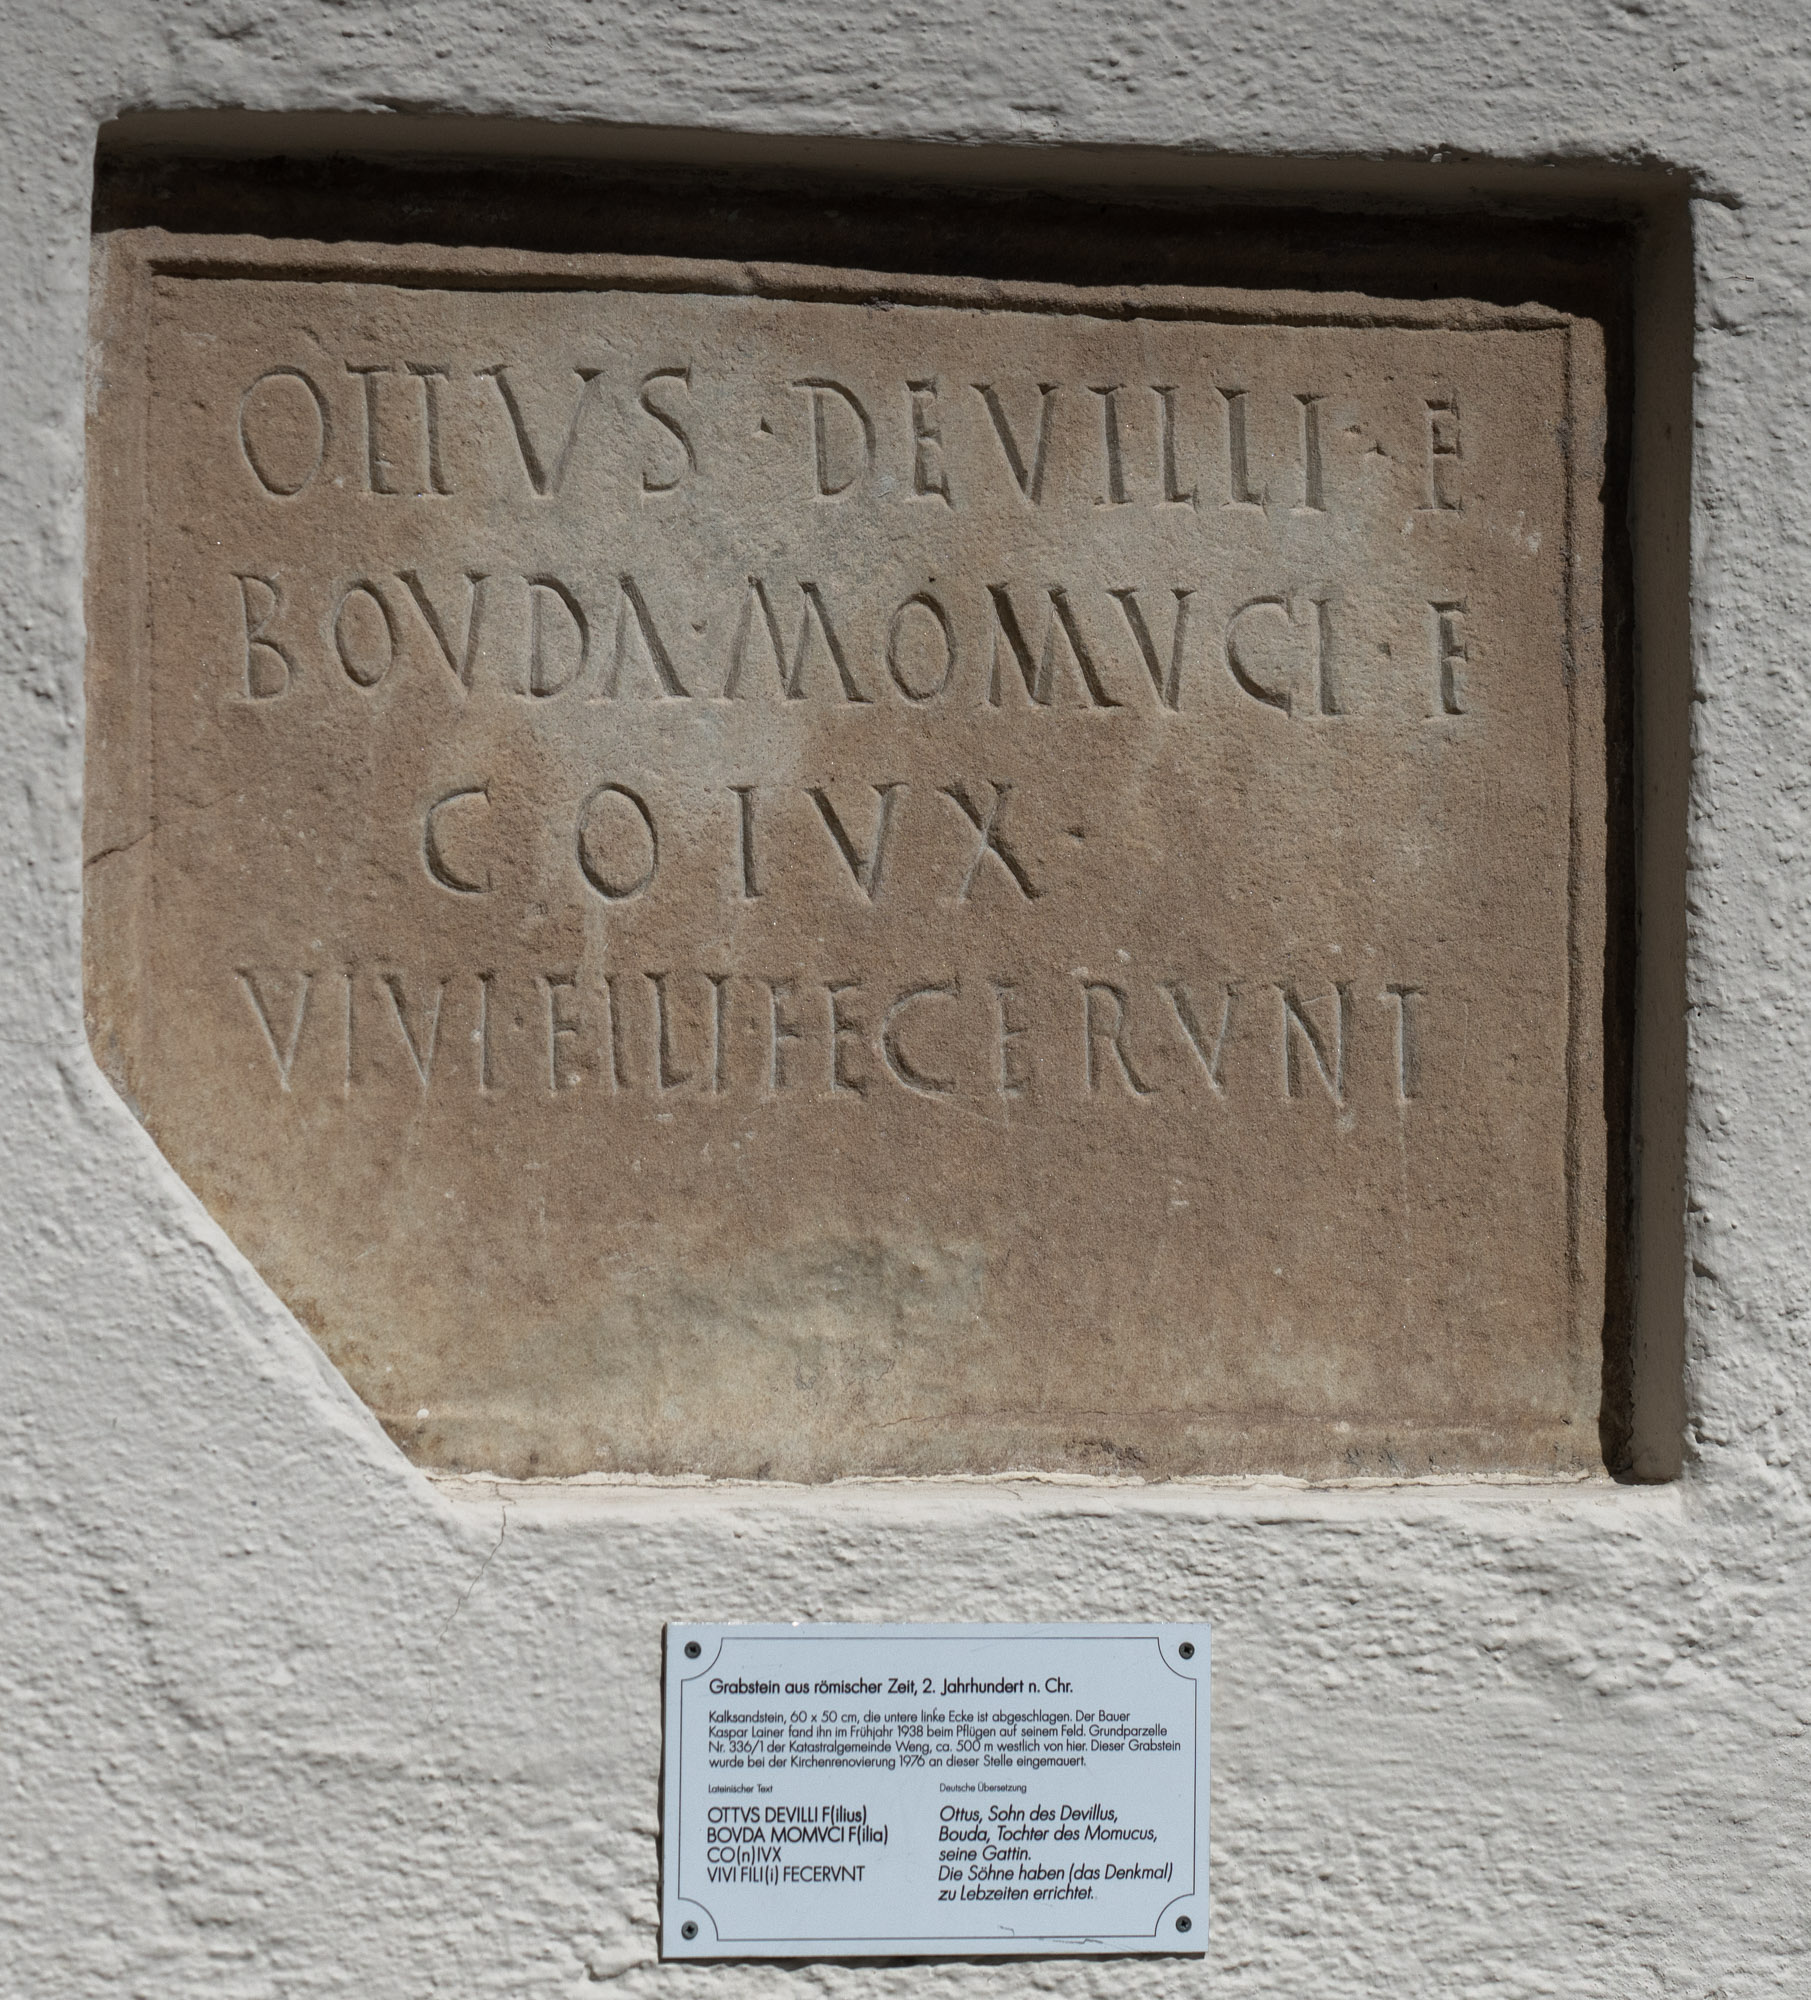 OTTVS · DEVILLI · F
BOVDA · MOMVCI · F
COIVX ·
VIVI · FILI · FECERVNT
Grabstein aus römischer Zeit, 2. Jahrhundert n. Chr.
Kalksandstein, 60 x 50 cm, die untere linke Ecke ist abgeschlagen. Der Bauer
Kaspar Lainer fand ihn im Frühjahr 1938 beim Pflügen auf seinem Feld. Grundparzelle
Nr. 336/1 der Katastralgemeinde Weng, ca. 500 m westlich von hier. Dieser Grabstein
wurde bei der Kirchenrenovierung 1976 an dieser Stelle eingemauert.
Lateinischer Text
OTTVS DEVILLI F(ilius)
BOVDA MOMVCI F(ilia)
CO(n)IVX
VIVI FILI(i) FECERVNT
Deutsche Übersetzung
Ottus, Sohn des Devillus,
Bouda, Tochter des Momucus,
seine Gattin.
Die Söhne haben (das Denkmal)
zu Lebzeiten errichtet.